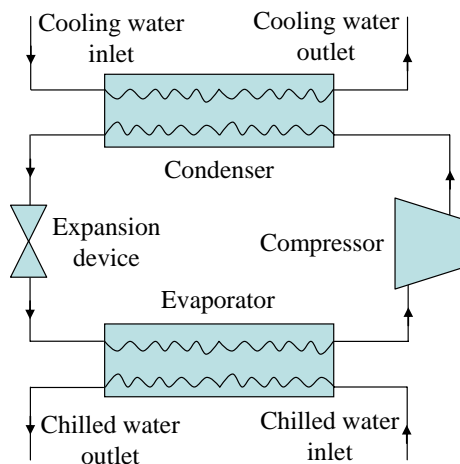 Cooling water
inlet
Cooling water
outlet
Condenser
Expansion
device
Compressor
Evaporator
Chilled water
outlet
Chilled water
inlet